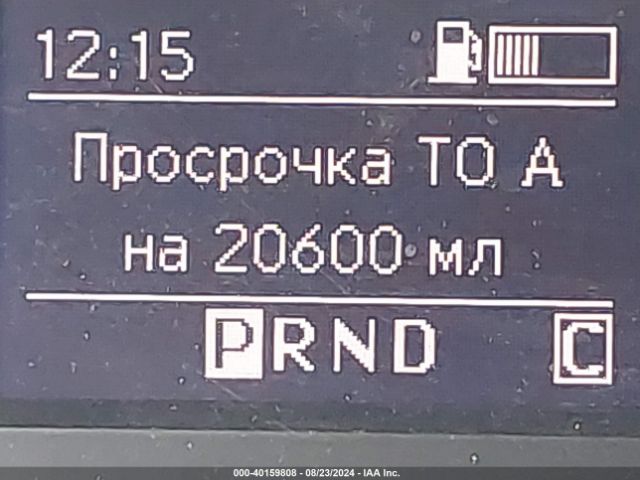 12:15
Просрочка ТО А
на 20600 мл
PRND C
000-40159808 - 08/23/2024 - IAA Inc.